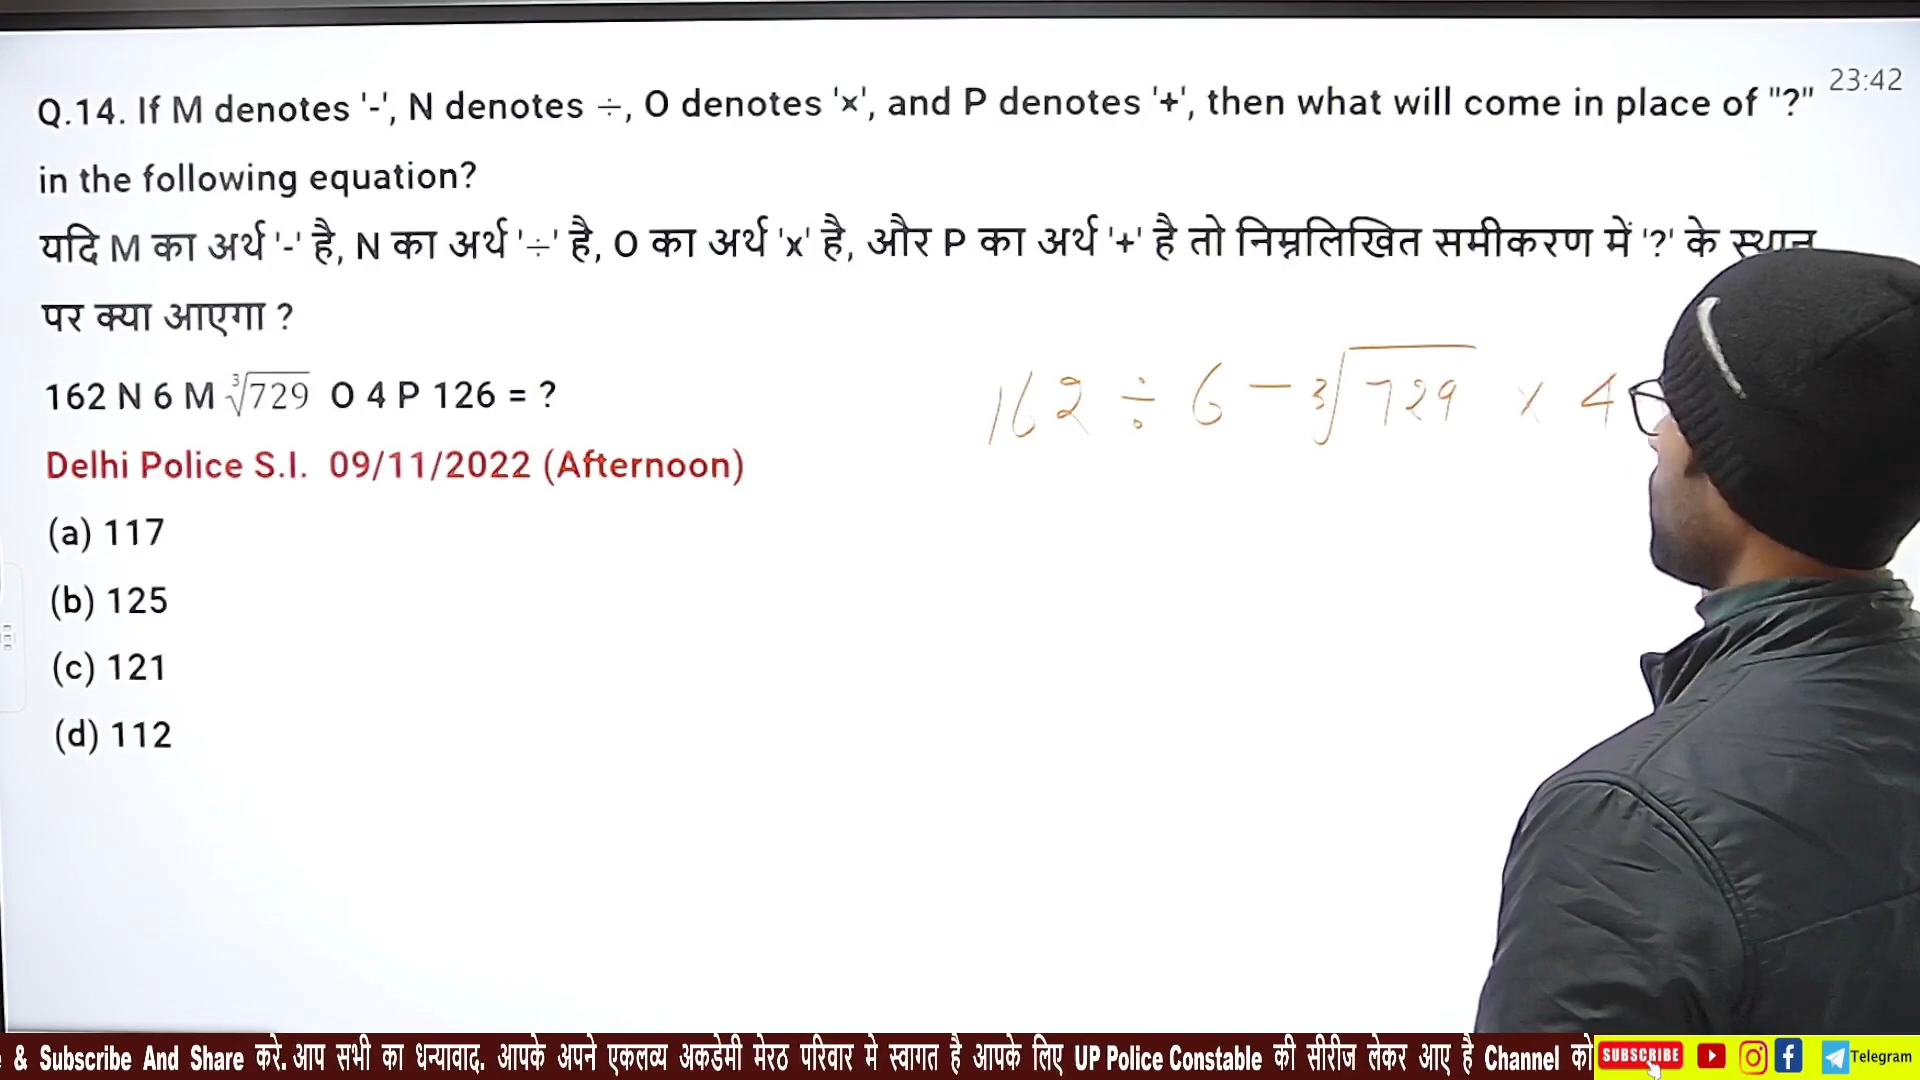 23:42
Q.14. If M denotes '-', N denotes ÷, O denotes '×', and P denotes '+', then what will come in place of "?"
in the following equation?
यदि M का अर्थ '-' है, N का अर्थ '÷' है, O का अर्थ 'x' है, और P का अर्थ '+' है तो निम्नलिखित समीकरण में '?' के स्थान
पर क्या आएगा ?
162 N 6 M ∛729 O 4 P 126 = ?
162 ÷ 6 − ∛729 × 4
Delhi Police S.I. 09/11/2022 (Afternoon)
(a) 117
(b) 125
(c) 121
(d) 112
& Subscribe And Share करे. आप सभी का धन्यावाद. आपके अपने एकलव्य अकडेमी मेरठ परिवार मे स्वागत है आपके लिए UP Police Constable की सीरीज लेकर आए है Channel को
SUBSCRIBE
Telegram